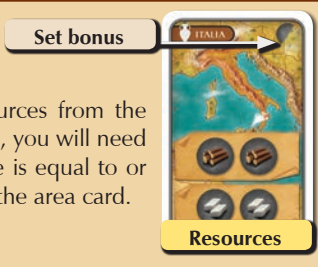 Set bonus
ITALIA
urces from the
, you will need
e is equal to or
the area card.
Resources